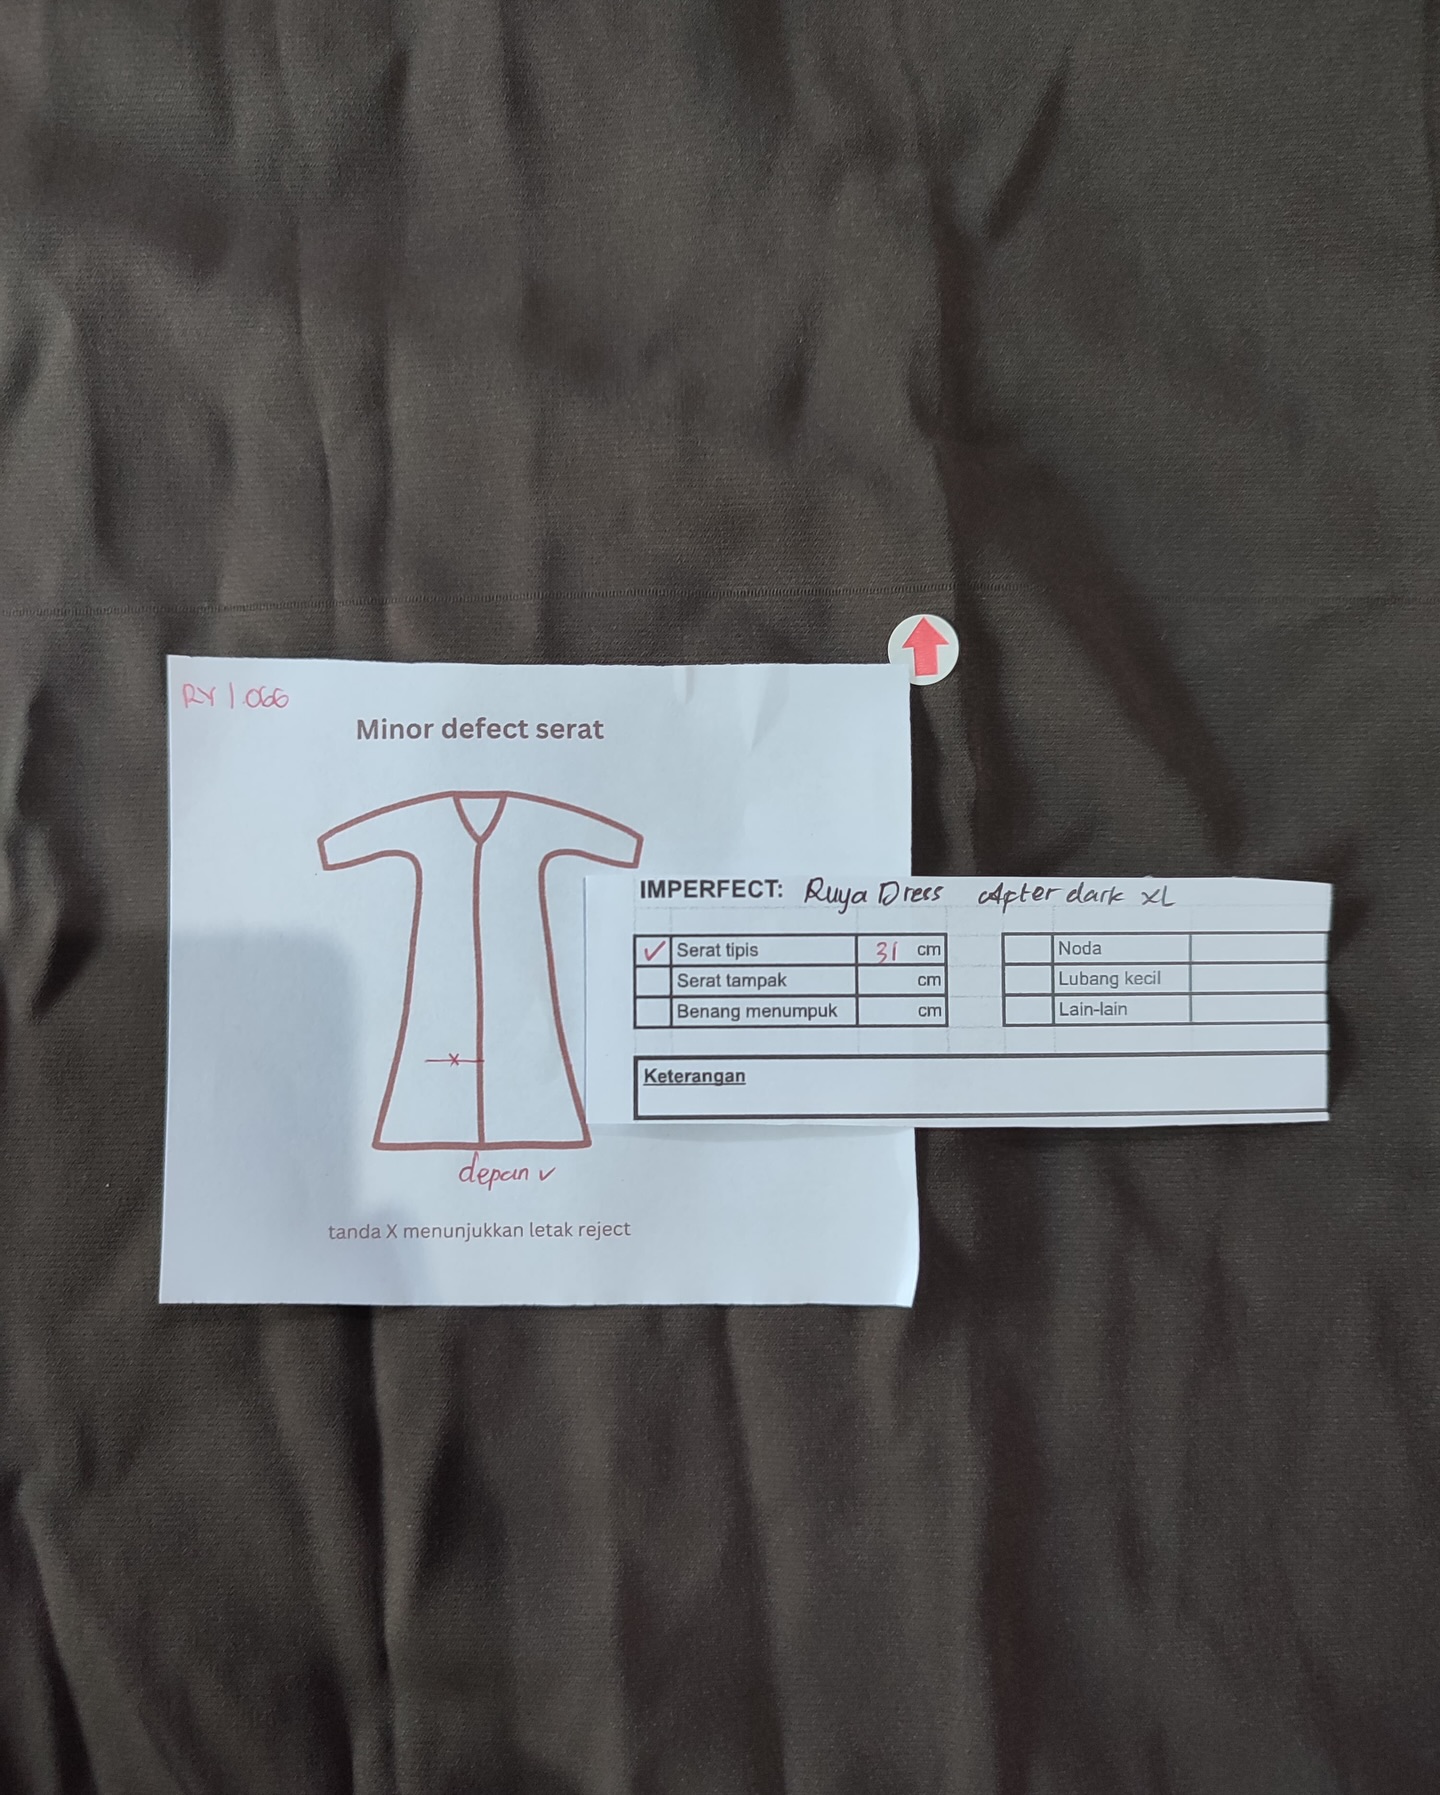 RY 1.066
Minor defect serat
IMPERFECT: Ruya Dress After dark XL
✓ Serat tipis 31 cm
Serat tampak cm
Benang menumpuk cm
Noda
Lubang kecil
Lain-lain
Keterangan
x
depan ✓
tanda X menunjukkan letak reject